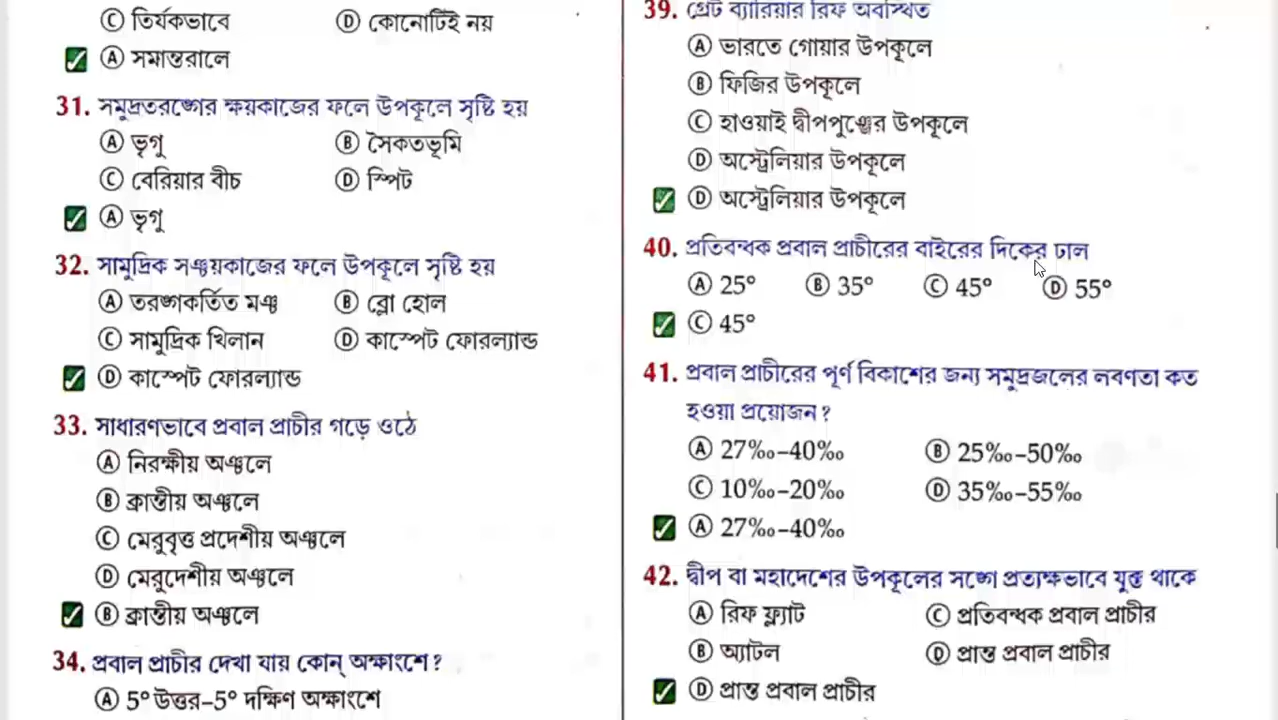 Ⓒ তির্যকভাবে Ⓓ কোনোটিই নয়
Ⓐ সমান্তরালে
31. সমুদ্রতরঙ্গের ক্ষয়কাজের ফলে উপকূলে সৃষ্টি হয়
Ⓐ ভৃগু Ⓑ সৈকতভূমি
Ⓒ বেরিয়ার বীচ Ⓓ স্পিট
Ⓐ ভৃগু
32. সামুদ্রিক সঞ্চয়কাজের ফলে উপকূলে সৃষ্টি হয়
Ⓐ তরঙ্গকর্তিত মঞ্চ Ⓑ ব্লো হোল
Ⓒ সামুদ্রিক খিলান Ⓓ কাস্পেট ফোরল্যান্ড
Ⓓ কাস্পেট ফোরল্যান্ড
33. সাধারণভাবে প্রবাল প্রাচীর গড়ে ওঠে
Ⓐ নিরক্ষীয় অঞ্চলে
Ⓑ ক্রান্তীয় অঞ্চলে
Ⓒ মেরুবৃত্ত প্রদেশীয় অঞ্চলে
Ⓓ মেরুদেশীয় অঞ্চলে
Ⓑ ক্রান্তীয় অঞ্চলে
34. প্রবাল প্রাচীর দেখা যায় কোন্ অক্ষাংশে?
Ⓐ 5° উত্তর–5° দক্ষিণ অক্ষাংশে
39. গ্রেট ব্যারিয়ার রিফ অবস্থিত
Ⓐ ভারতে গোয়ার উপকূলে
Ⓑ ফিজির উপকূলে
Ⓒ হাওয়াই দ্বীপপুঞ্জের উপকূলে
Ⓓ অস্ট্রেলিয়ার উপকূলে
Ⓓ অস্ট্রেলিয়ার উপকূলে
40. প্রতিবন্ধক প্রবাল প্রাচীরের বাইরের দিকের ঢাল
Ⓐ 25° Ⓑ 35° Ⓒ 45° Ⓓ 55°
Ⓒ 45°
41. প্রবাল প্রাচীরের পূর্ণ বিকাশের জন্য সমুদ্রজলের লবণতা কত
হওয়া প্রয়োজন?
Ⓐ 27‰–40‰ Ⓑ 25‰–50‰
Ⓒ 10‰–20‰ Ⓓ 35‰–55‰
Ⓐ 27‰–40‰
42. দ্বীপ বা মহাদেশের উপকূলের সঙ্গে প্রত্যক্ষভাবে যুক্ত থাকে
Ⓐ রিফ ফ্ল্যাট Ⓒ প্রতিবন্ধক প্রবাল প্রাচীর
Ⓑ অ্যাটল Ⓓ প্রান্ত প্রবাল প্রাচীর
Ⓓ প্রান্ত প্রবাল প্রাচীর